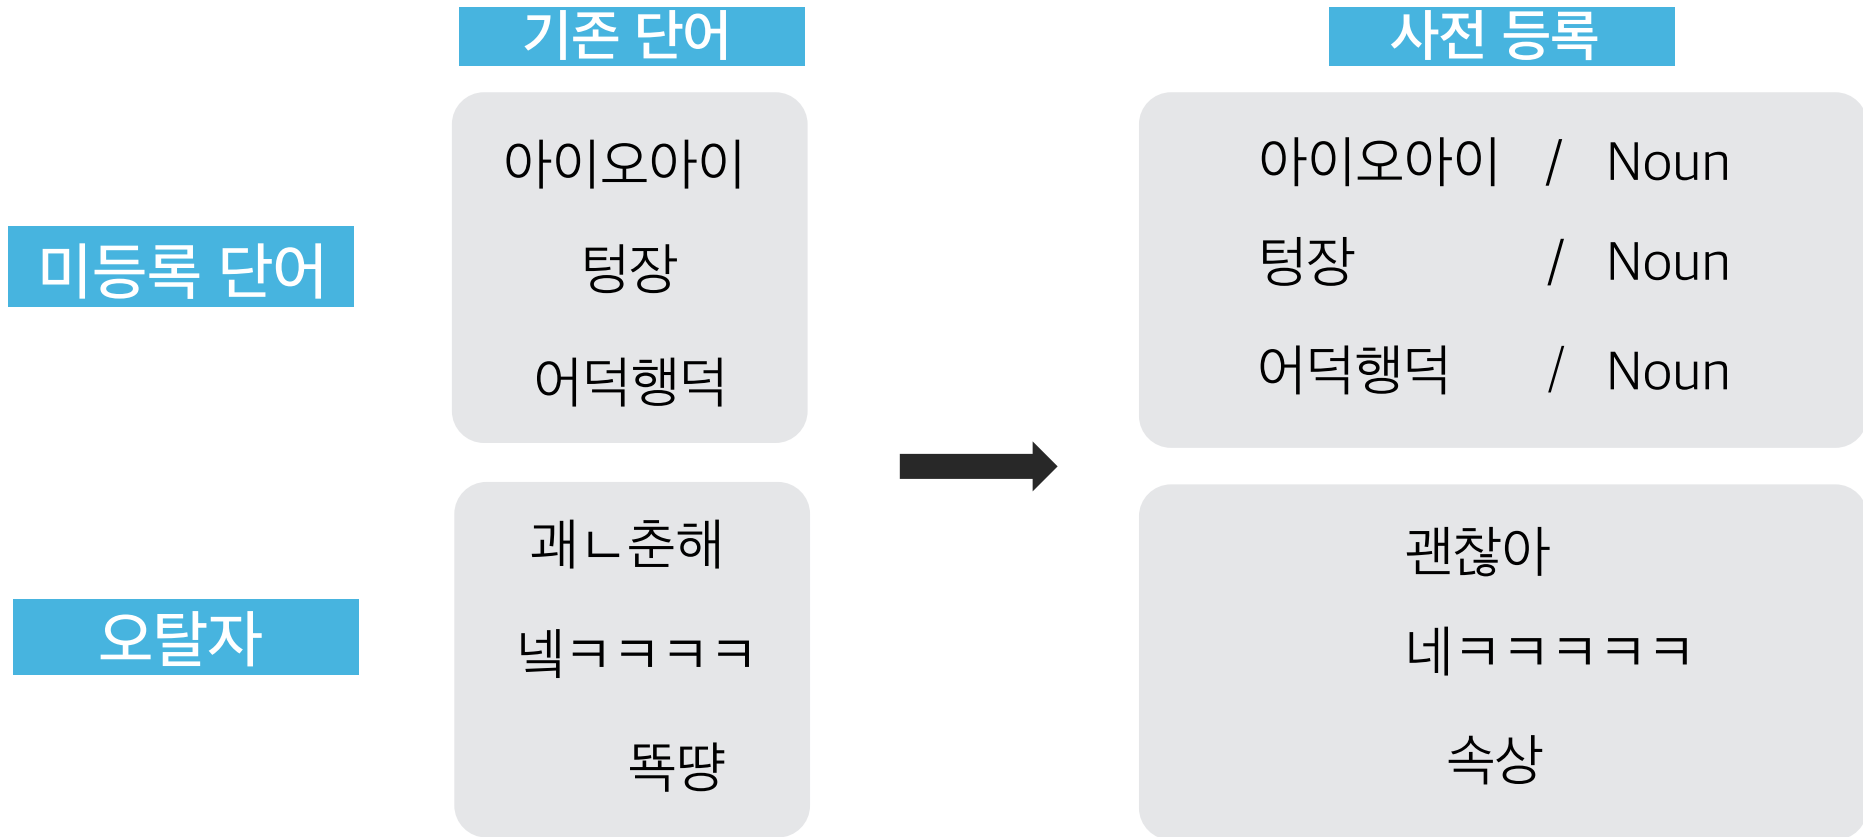 기존 단어
사전 등록
미등록 단어
아이오아이
텅장
어덕행덕
아이오아이 / Noun
텅장 / Noun
어덕행덕 / Noun
오탈자
괘ㄴ춘해
넼ㅋㅋㅋㅋ
뚁땽
괜찮아
네ㅋㅋㅋㅋㅋ
속상